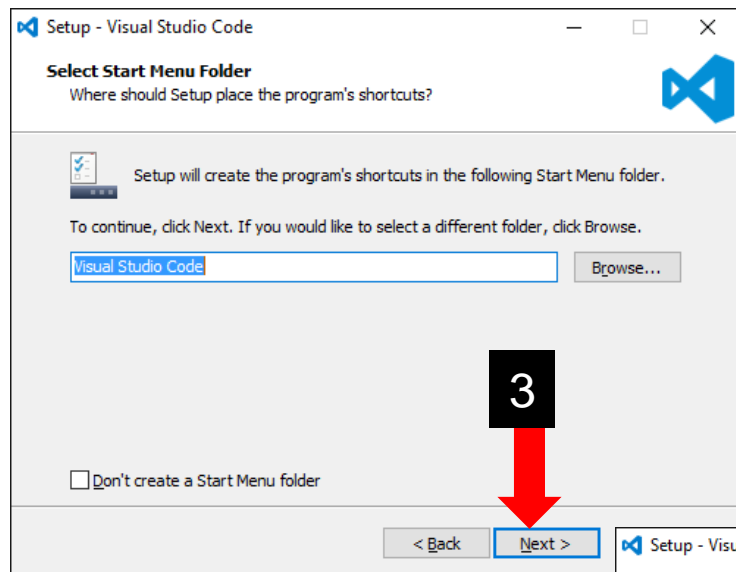 Setup - Visual Studio Code
Select Start Menu Folder
Where should Setup place the program's shortcuts?
Setup will create the program's shortcuts in the following Start Menu folder.
To continue, click Next. If you would like to select a different folder, click Browse.
Visual Studio Code
Browse...
3
Don't create a Start Menu folder
< Back
Next >
Setup - Visu